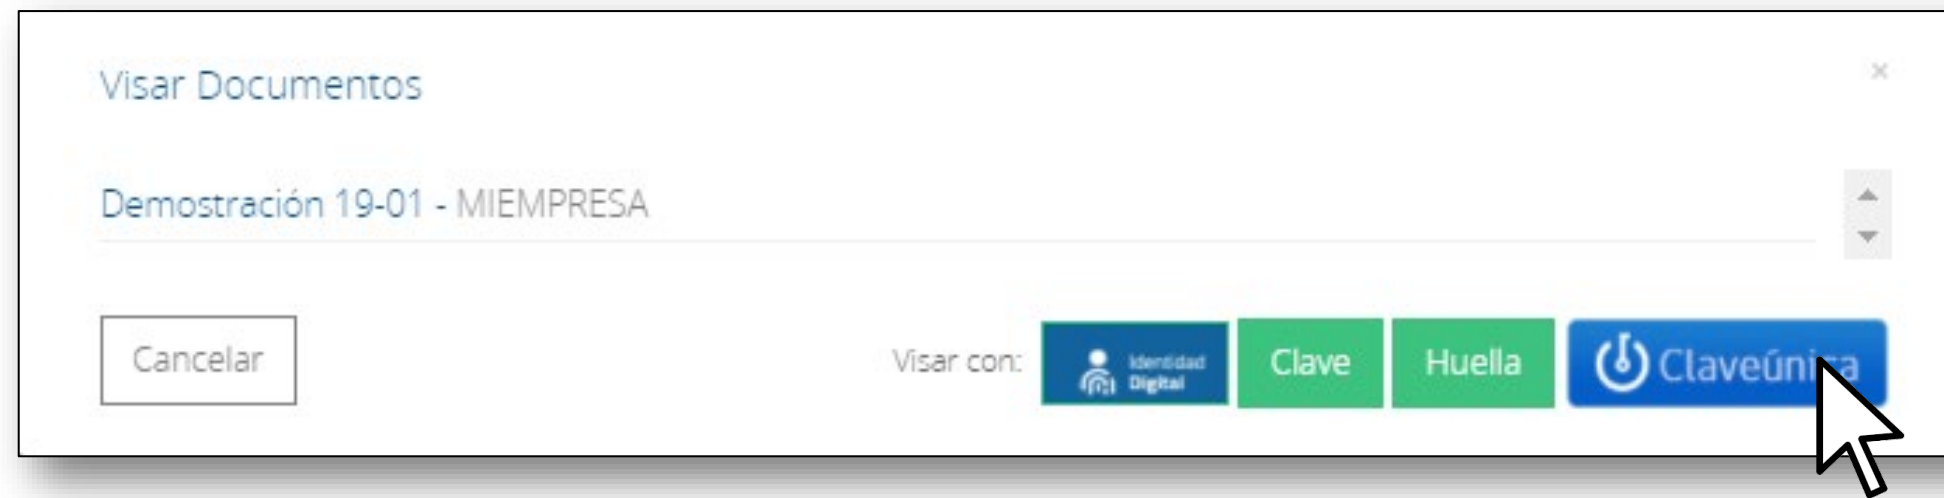 Visar Documentos ×
Demostración 19-01 - MIEMPRESA
Cancelar Visar con: Identidad Digital Clave Huella Claveúnica